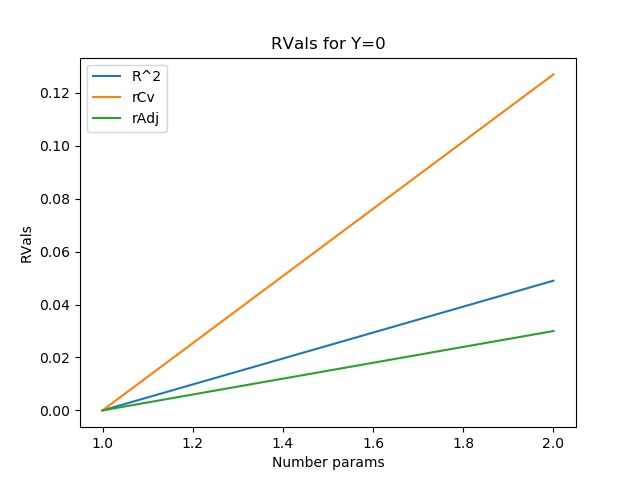 RVals for Y=0
R^2
rCv
rAdj
0.12
0.10
0.08
0.06
0.04
0.02
0.00
RVals
1.0 1.2 1.4 1.6 1.8 2.0
Number params